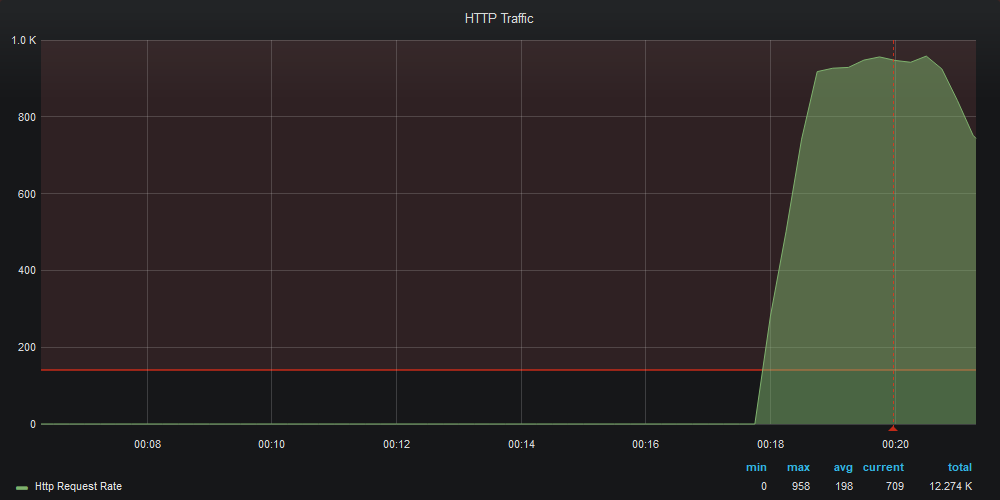 HTTP Traffic
1.0 K
800
600
400
200
0
00:08 00:10 00:12 00:14 00:16 00:18 00:20
min max avg current total
Http Request Rate 0 958 198 709 12.274 K